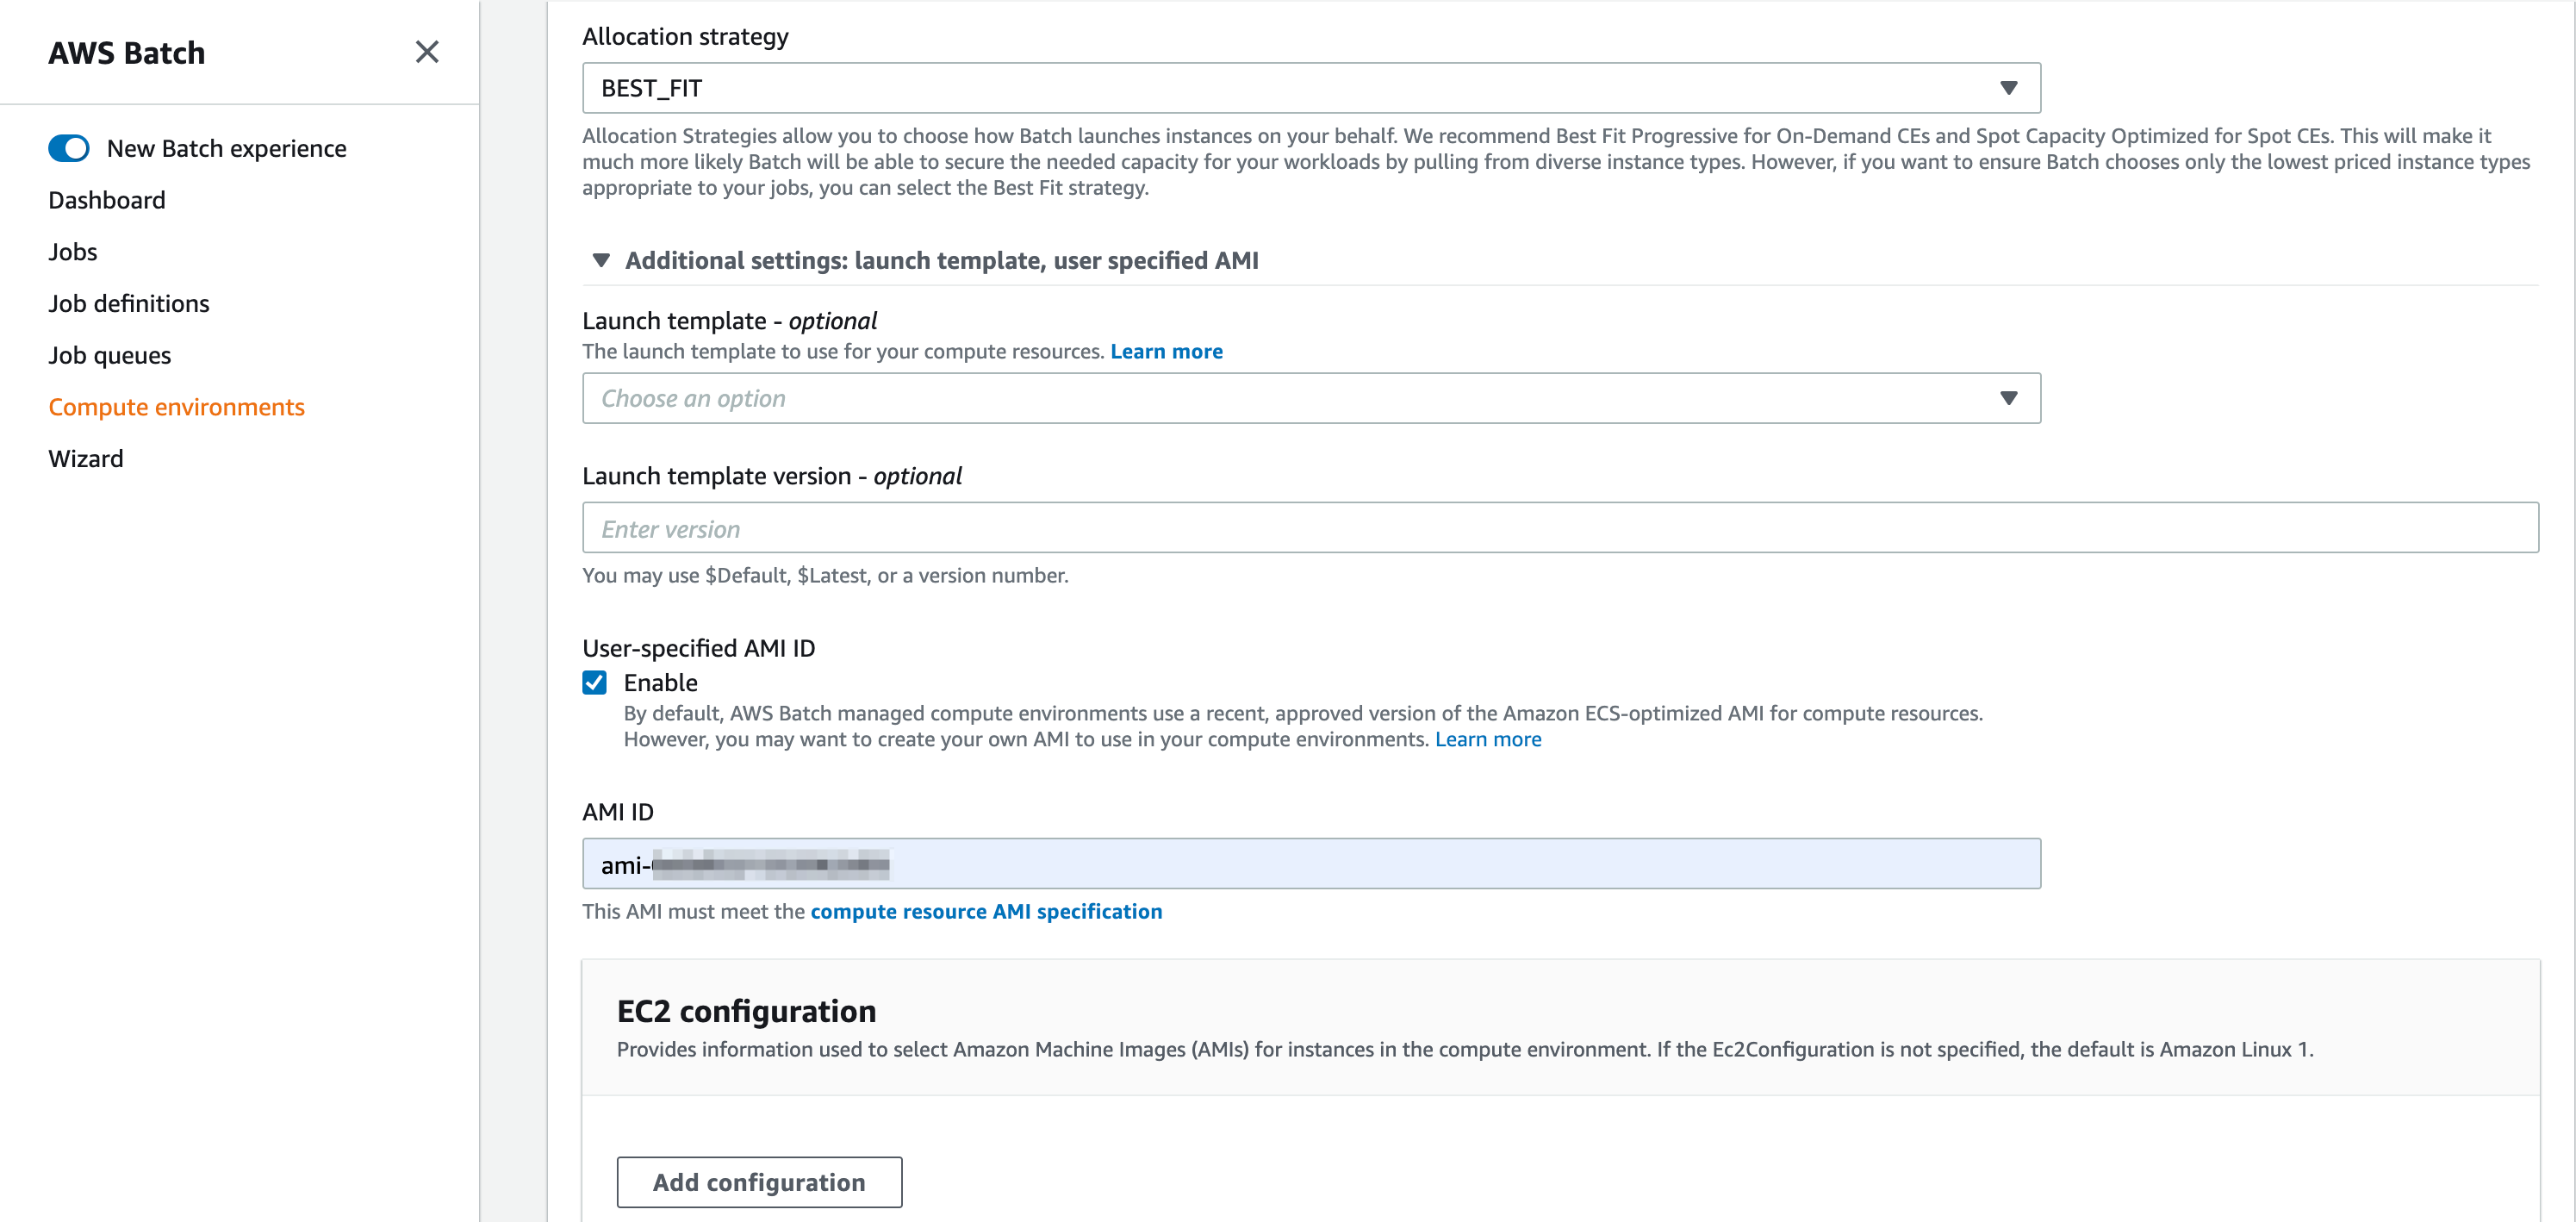 AWS Batch
New Batch experience
Dashboard
Jobs
Job definitions
Job queues
Compute environments
Wizard
Allocation strategy
BEST_FIT
Allocation Strategies allow you to choose how Batch launches instances on your behalf. We recommend Best Fit Progressive for On-Demand CEs and Spot Capacity Optimized for Spot CEs. This will make it
much more likely Batch will be able to secure the needed capacity for your workloads by pulling from diverse instance types. However, if you want to ensure Batch chooses only the lowest priced instance types
appropriate to your jobs, you can select the Best Fit strategy.
Additional settings: launch template, user specified AMI
Launch template - optional
The launch template to use for your compute resources. Learn more
Choose an option
Launch template version - optional
Enter version
You may use $Default, $Latest, or a version number.
User-specified AMI ID
Enable
By default, AWS Batch managed compute environments use a recent, approved version of the Amazon ECS-optimized AMI for compute resources.
However, you may want to create your own AMI to use in your compute environments. Learn more
AMI ID
ami-
This AMI must meet the compute resource AMI specification
EC2 configuration
Provides information used to select Amazon Machine Images (AMIs) for instances in the compute environment. If the Ec2Configuration is not specified, the default is Amazon Linux 1.
Add configuration